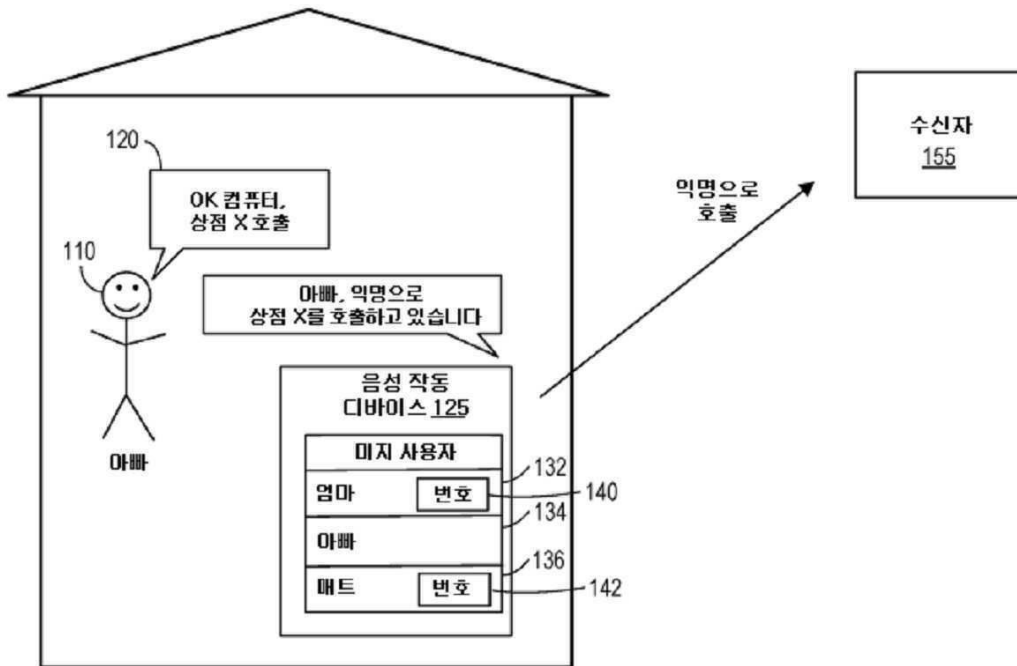 120
OK 컴퓨터,
상점 X 호출
110
아빠
아빠, 익명으로
상점 X를 호출하고 있습니다
음성 작동
디바이스 125
미지 사용자
엄마 번호
아빠
매트 번호
132
140
134
136
142
익명으로
호출
수신자
155